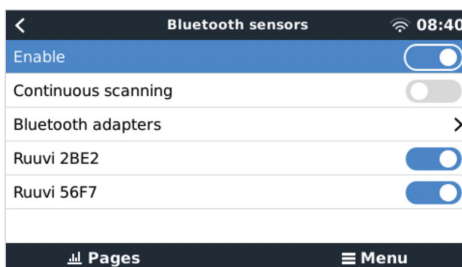 Bluetooth sensors 08:40
Enable
Continuous scanning
Bluetooth adapters
Ruuvi 2BE2
Ruuvi 56F7
Pages Menu